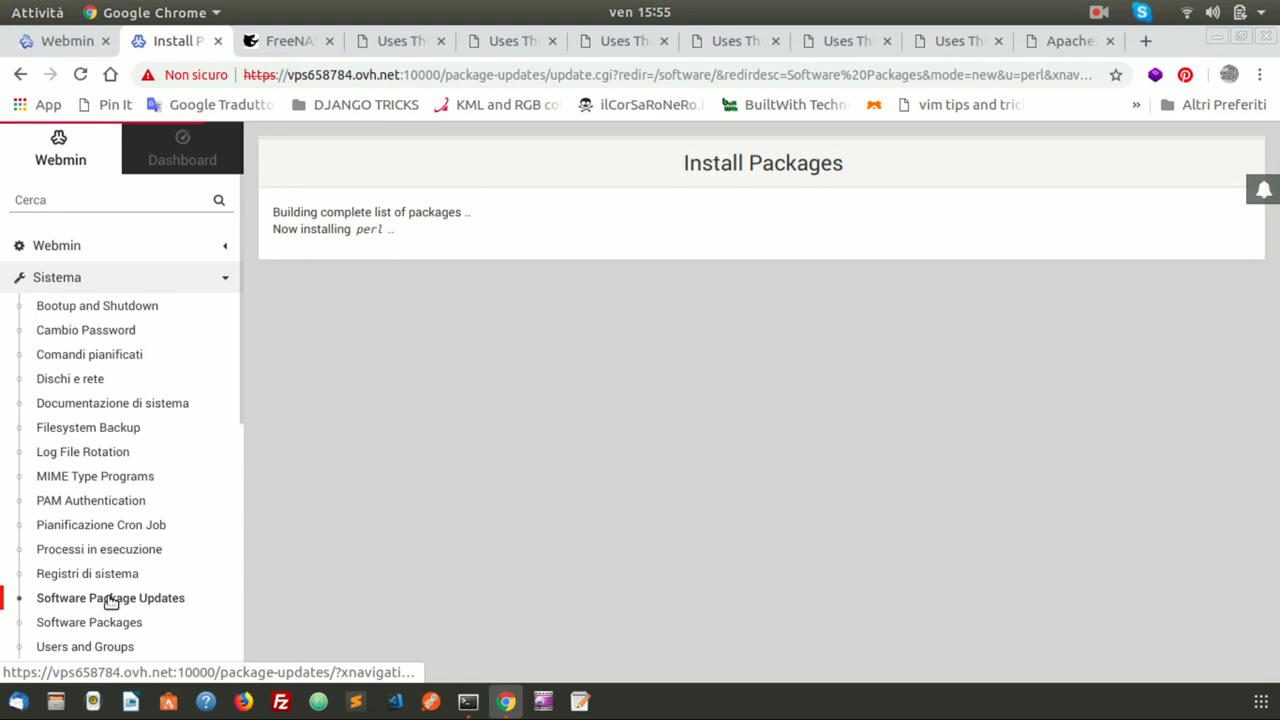 Attività
Google Chrome
ven 15:55
Webmin
Install P
FreeNA
Uses Th
Uses Th
Uses Th
Uses Th
Uses Th
Uses Th
Apache
Non sicuro
https://vps658784.ovh.net:10000/package-updates/update.cgi?redir=/software/&redirdesc=Software%20Packages&mode=new&u=perl&xnav...
App
Pin It
Google Tradutto
DJANGO TRICKS
KML and RGB co
ilCorSaRoNeRo.i
BuiltWith Techn
vim tips and tric
»
Altri Preferiti
Webmin
Dashboard
Cerca
Webmin
Sistema
Bootup and Shutdown
Cambio Password
Comandi pianificati
Dischi e rete
Documentazione di sistema
Filesystem Backup
Log File Rotation
MIME Type Programs
PAM Authentication
Pianificazione Cron Job
Processi in esecuzione
Registri di sistema
Software Package Updates
Software Packages
Users and Groups
Install Packages
Building complete list of packages ..
Now installing perl ..
https://vps658784.ovh.net:10000/package-updates/?xnavigati...